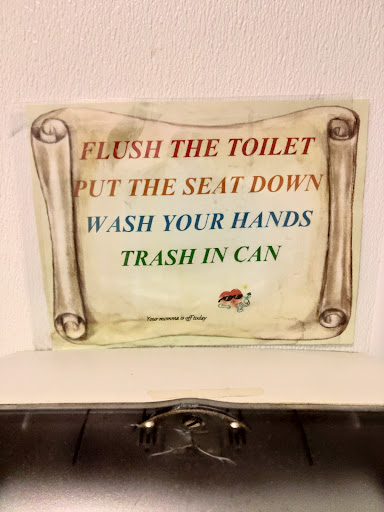 FLUSH THE TOILET
PUT THE SEAT DOWN
WASH YOUR HANDS
TRASH IN CAN
Your momma is off today